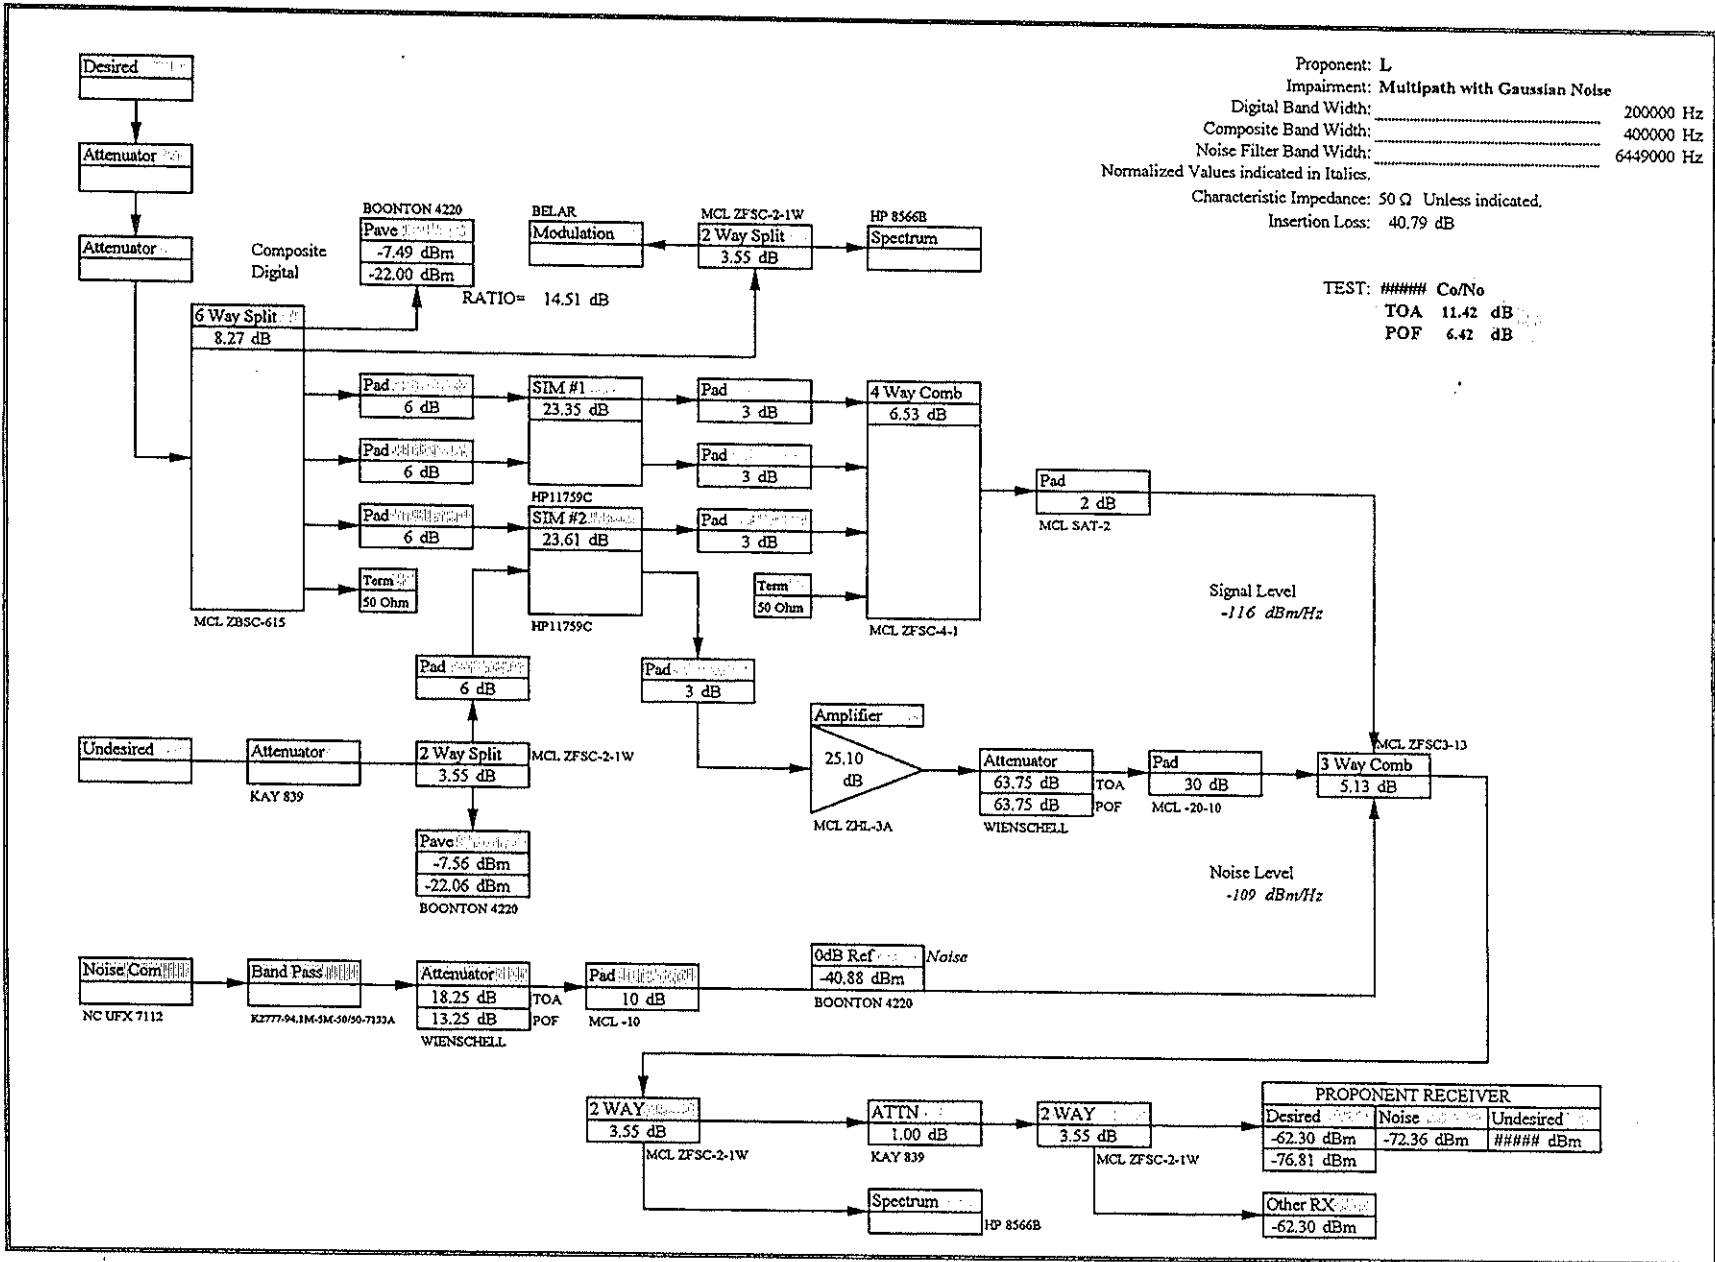 Desired
Attenuator
Attenuator
Proponent: L
Impairment: Multipath with Gaussian Noise
Digital Band Width: 200000 Hz
Composite Band Width: 400000 Hz
Noise Filter Band Width: 6449000 Hz
Normalized Values indicated in Italics.
Characteristic Impedance: 50 Ω Unless indicated.
Insertion Loss: 40.79 dB
TEST: ##### Co/No
TOA 11.42 dB
POF 6.42 dB
Composite
Digital
BOONTON 4220
Pave
-7.49 dBm
-22.00 dBm
RATIO= 14.51 dB
BELAR
Modulation
MCL ZFSC-2-1W
2 Way Split
3.55 dB
HP 8566B
Spectrum
6 Way Split
8.27 dB
MCL ZBSC-615
Pad
6 dB
Pad
6 dB
Pad
6 dB
Term
50 Ohm
SIM #1
23.35 dB
HP11759C
SIM #2
23.61 dB
HP11759C
Pad
3 dB
Pad
3 dB
Pad
3 dB
Term
50 Ohm
4 Way Comb
6.53 dB
MCL ZFSC-4-1
Pad
2 dB
MCL SAT-2
Signal Level
-116 dBm/Hz
Pad
6 dB
Pad
3 dB
Undesired
Attenuator
KAY 839
2 Way Split
3.55 dB
MCL ZFSC-2-1W
Pave
-7.56 dBm
-22.06 dBm
BOONTON 4220
Amplifier
25.10
dB
MCL ZHL-3A
Attenuator
63.75 dB TOA
63.75 dB POF
WIENSCHELL
Pad
30 dB
MCL -20-10
MCL ZFSC3-13
3 Way Comb
5.13 dB
Noise Level
-109 dBm/Hz
Noise Com
NC UFX 7112
Band Pass
K2777-94.1M-5M-50/50-7133A
Attenuator
18.25 dB TOA
13.25 dB POF
WIENSCHELL
Pad
10 dB
MCL -10
0dB Ref Noise
-40.88 dBm
BOONTON 4220
2 WAY
3.55 dB
MCL ZFSC-2-1W
ATTN
1.00 dB
KAY 839
2 WAY
3.55 dB
MCL ZFSC-2-1W
PROPONENT RECEIVER
Desired Noise Undesired
-62.30 dBm -72.36 dBm ##### dBm
-76.81 dBm
Spectrum
HP 8566B
Other RX
-62.30 dBm